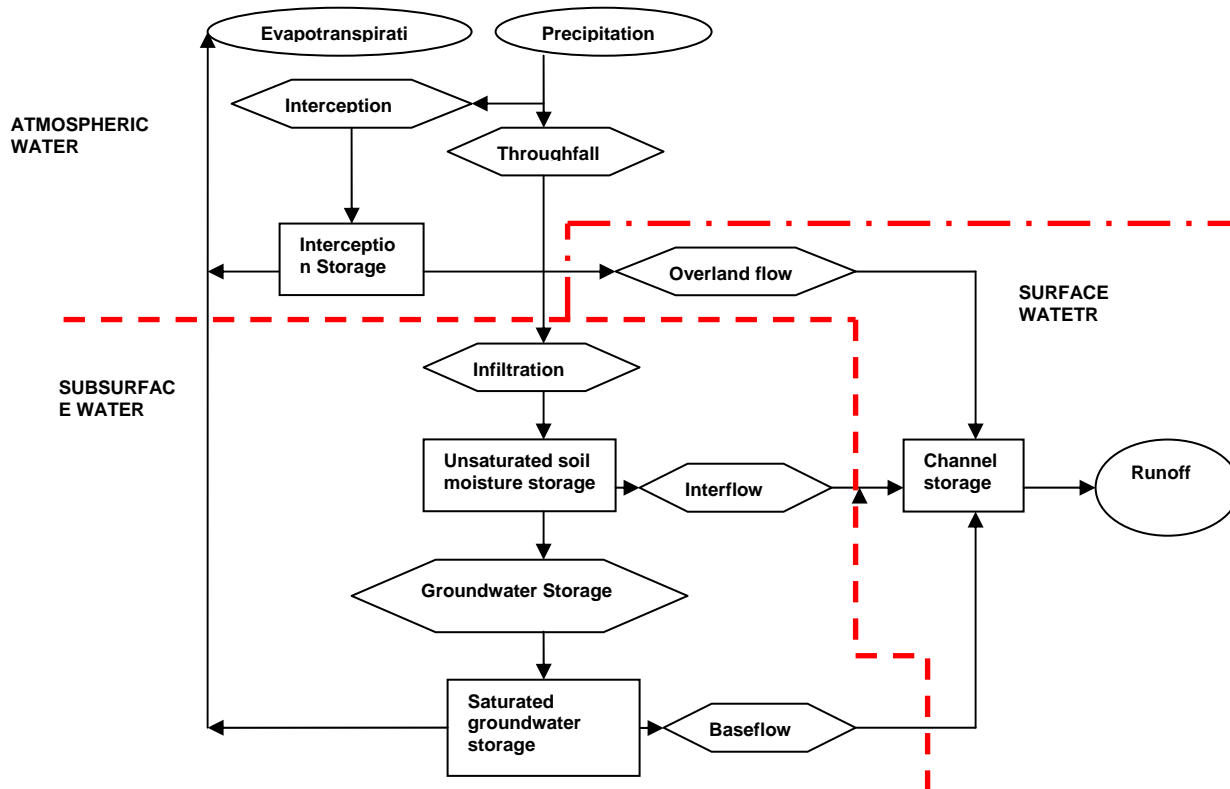 Evapotranspirati
Precipitation
Interception
ATMOSPHERIC
WATER
Throughfall
Interceptio
n Storage
Overland flow
SURFACE
WATETR
Infiltration
SUBSURFAC
E WATER
Unsaturated soil
moisture storage
Interflow
Channel
storage
Runoff
Groundwater Storage
Saturated
groundwater
storage
Baseflow